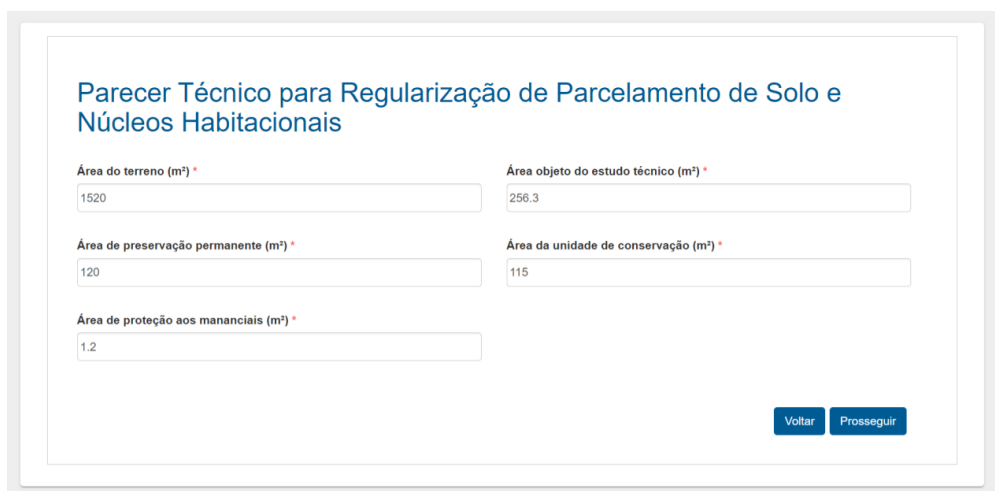 Parecer Técnico para Regularização de Parcelamento de Solo e
Núcleos Habitacionais
Área do terreno (m²) *
1520
Área objeto do estudo técnico (m²) *
256.3
Área de preservação permanente (m²) *
120
Área da unidade de conservação (m²) *
115
Área de proteção aos mananciais (m²) *
1.2
Voltar
Prosseguir